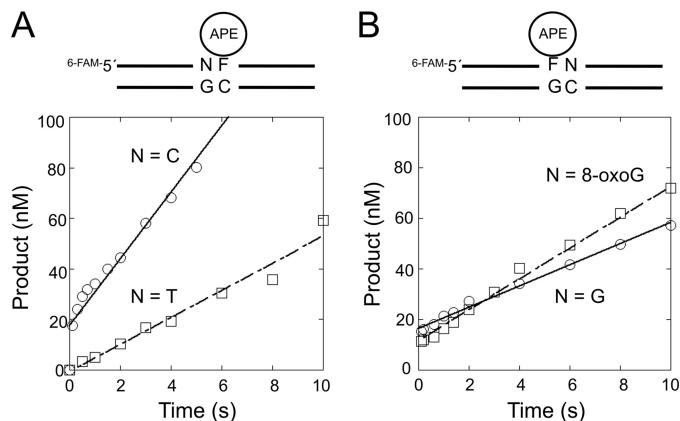 A
APE
6-FAM-5´
N F
G C
100
80
60
40
20
0
Product (nM)
N = C
N = T
0
2
4
6
8
10
Time (s)
B
APE
6-FAM-5´
F N
G C
100
80
60
40
20
0
Product (nM)
N = 8-oxoG
N = G
0
2
4
6
8
10
Time (s)